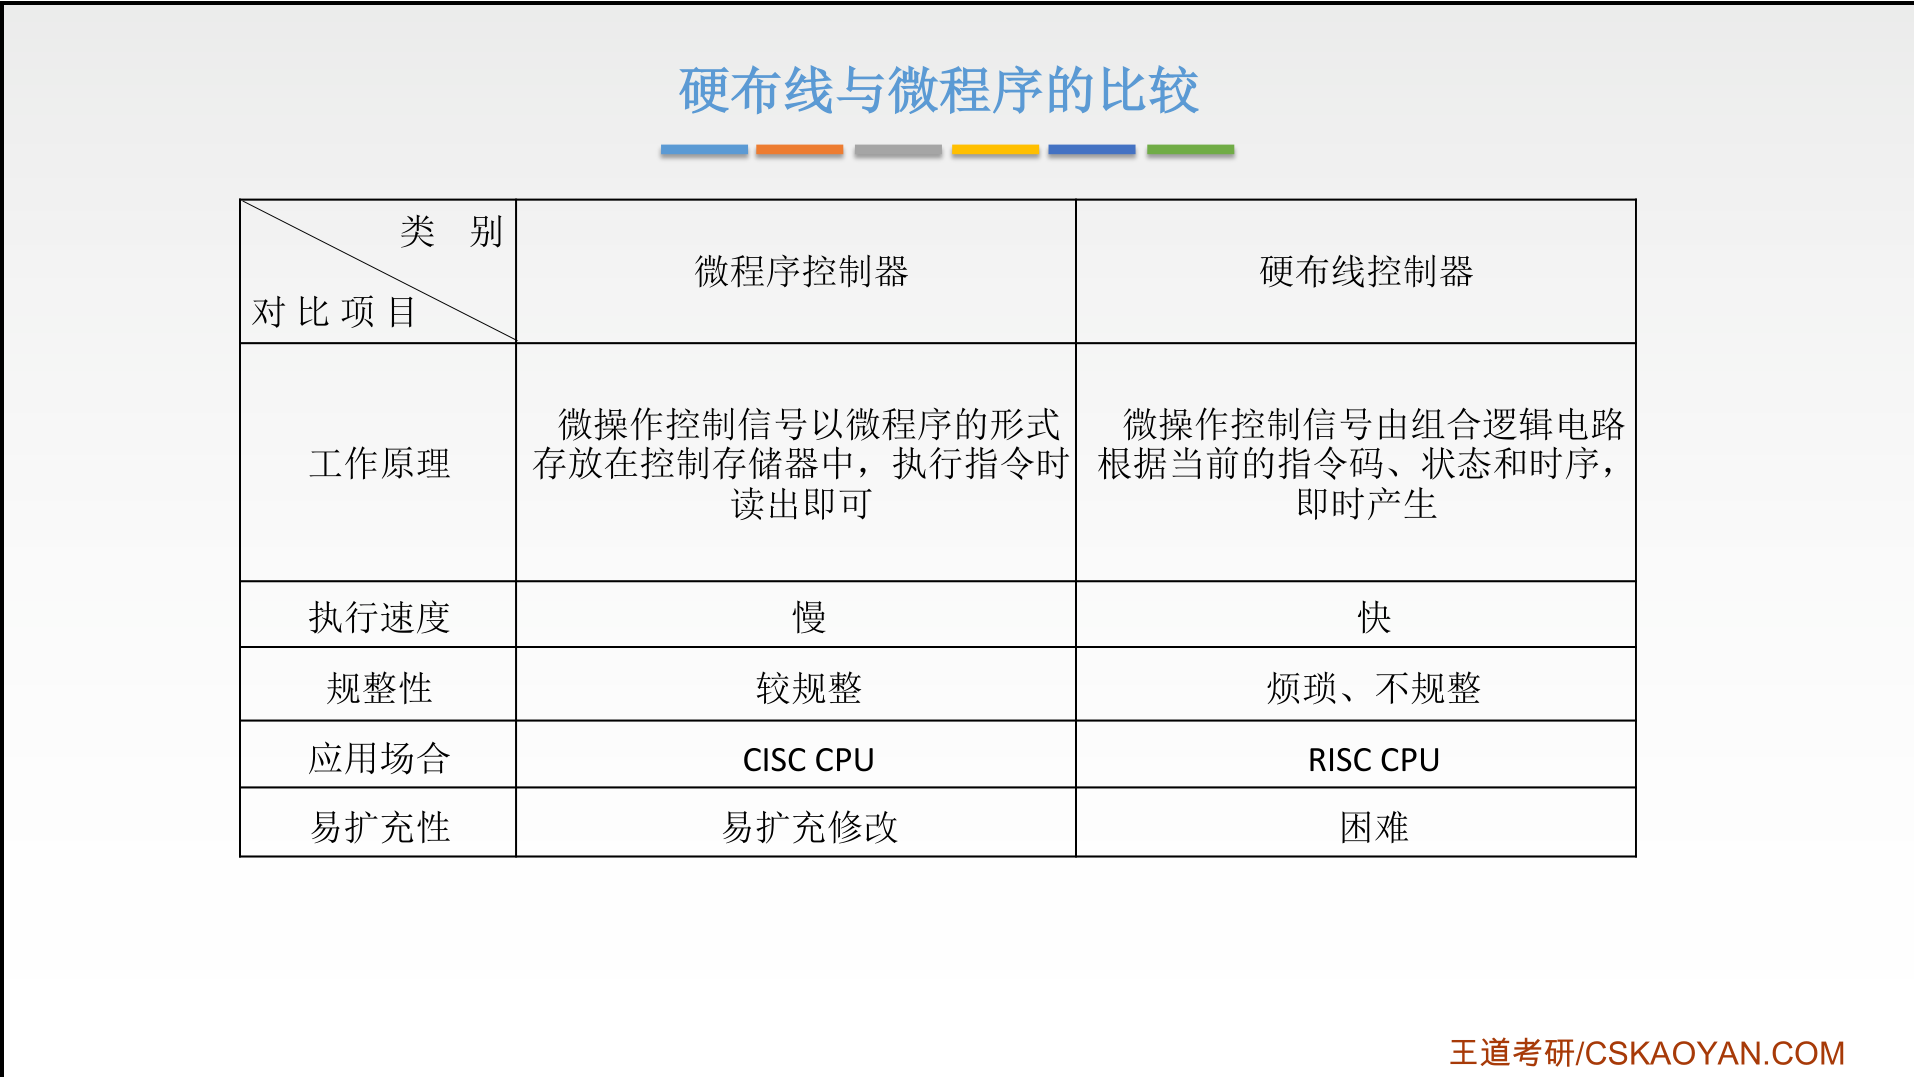 硬布线与微程序的比较
类 别
对 比 项 目
微程序控制器
硬布线控制器
工作原理
微操作控制信号以微程序的形式
存放在控制存储器中，执行指令时
读出即可
微操作控制信号由组合逻辑电路
根据当前的指令码、状态和时序，
即时产生
执行速度
慢
快
规整性
较规整
烦琐、不规整
应用场合
CISC CPU
RISC CPU
易扩充性
易扩充修改
困难
王道考研/CSKAOYAN.COM